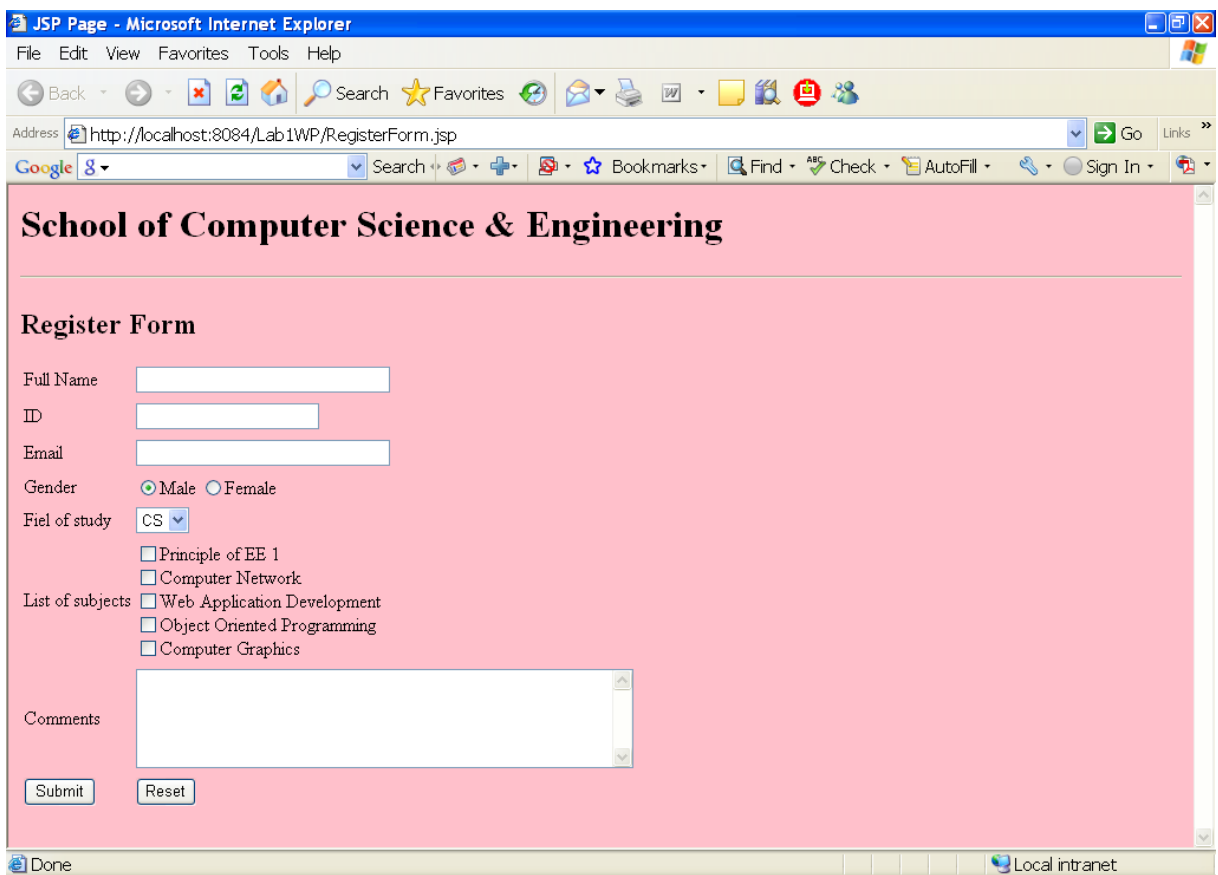 JSP Page - Microsoft Internet Explorer
File Edit View Favorites Tools Help
Back Search Favorites W
Address http://localhost:8084/Lab1WP/RegisterForm.jsp Go Links »
Google g Search Bookmarks Find ABC Check AutoFill Sign In
School of Computer Science & Engineering
Register Form
Full Name
ID
Email
Gender Male Female
Fiel of study CS
Principle of EE 1
Computer Network
List of subjects Web Application Development
Object Oriented Programming
Computer Graphics
Comments
Submit Reset
Done Local intranet